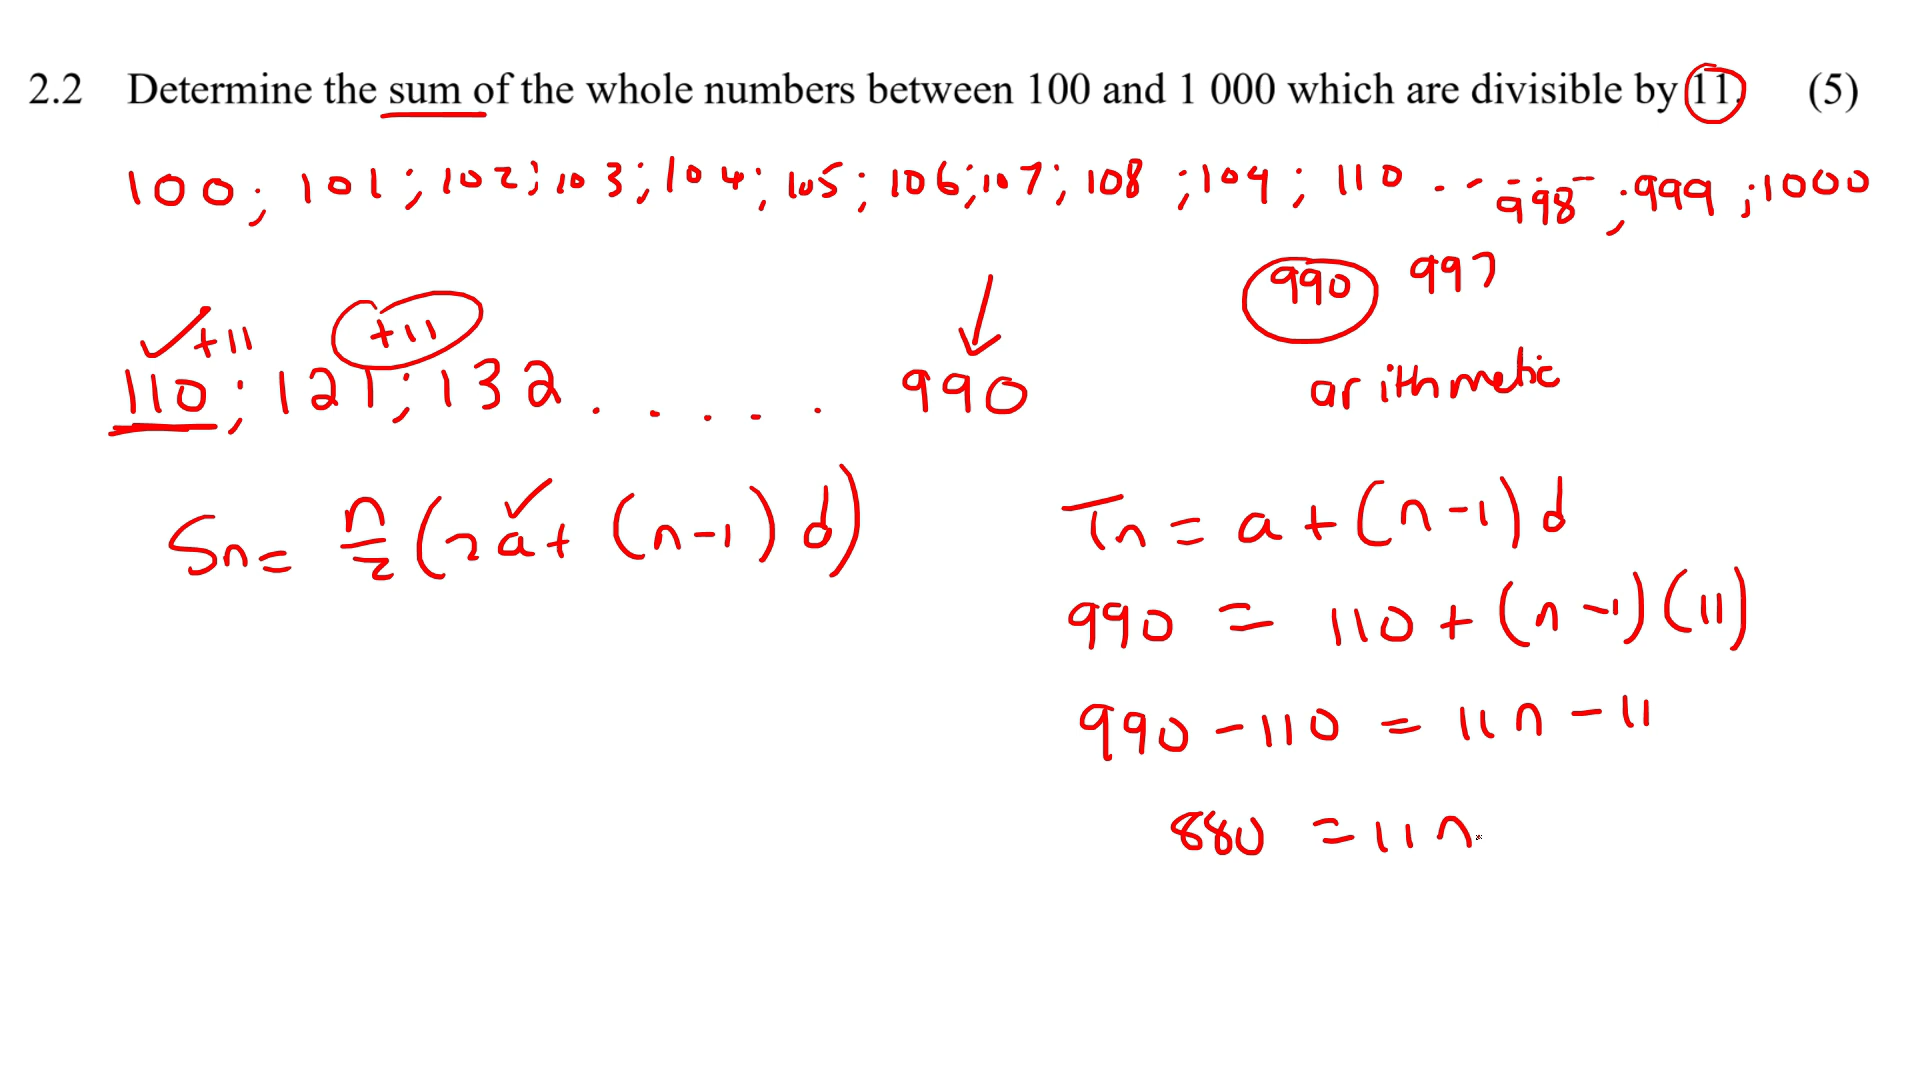 2.2 Determine the sum of the whole numbers between 100 and 1 000 which are divisible by 11. (5)
100; 101; 102; 103; 104; 105; 106; 107; 108; 109; 110 ..... 998; 999; 1000
990 997
+11 +11
110; 121; 132 ..... 990
arithmetic
Sn = n/2 (2a + (n-1) d)
Tn = a + (n-1) d
990 = 110 + (n-1)(11)
990 - 110 = 11n - 11
880 = 11n